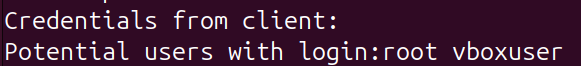 Credentials from client:
Potential users with login:root vboxuser